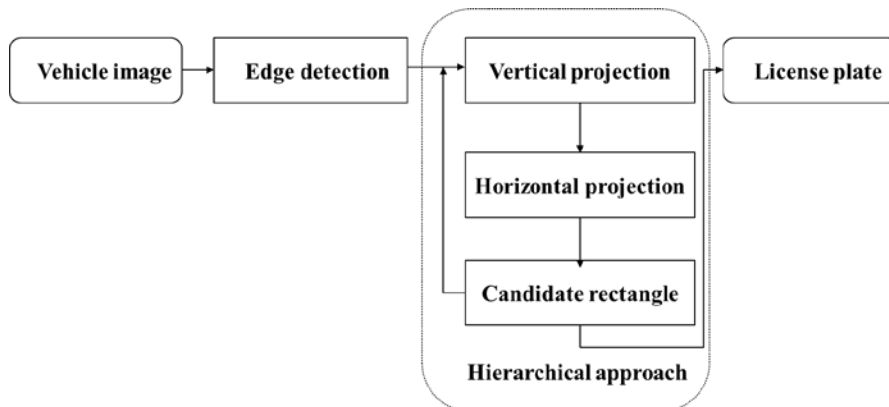 Vehicle image
Edge detection
Vertical projection
License plate
Horizontal projection
Candidate rectangle
Hierarchical approach